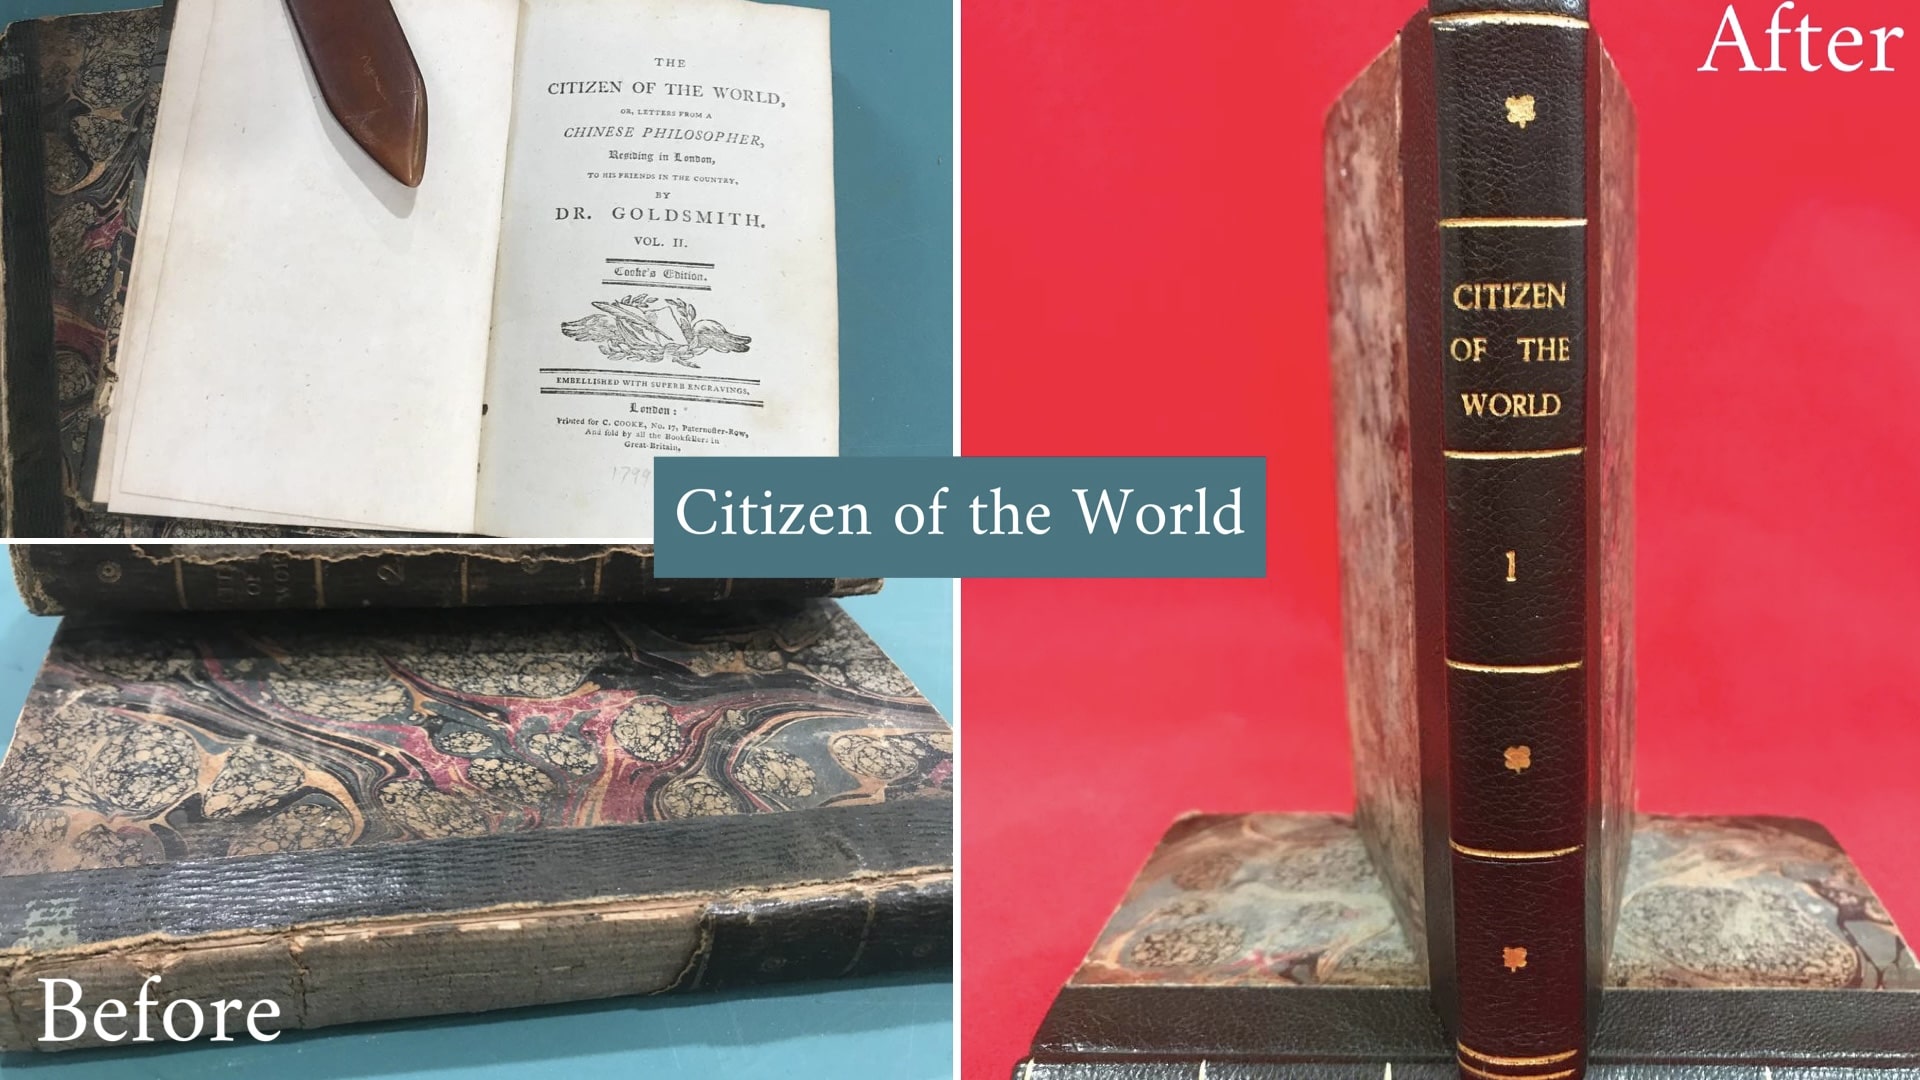 THE
CITIZEN OF THE WORLD,
OR, LETTERS FROM A
CHINESE PHILOSOPHER,
Residing in London,
TO HIS FRIENDS IN THE COUNTRY,
BY
DR. GOLDSMITH.
VOL. II.
Cooke's Edition.
EMBELLISHED WITH SUPERB ENGRAVINGS.
London:
Printed for C. COOKE, No. 17, Paternoſter-Row,
And ſold by all the Bookſellers in
Great-Britain,
1799
Citizen of the World
OF
2
Before
After
CITIZEN
OF THE
WORLD
1